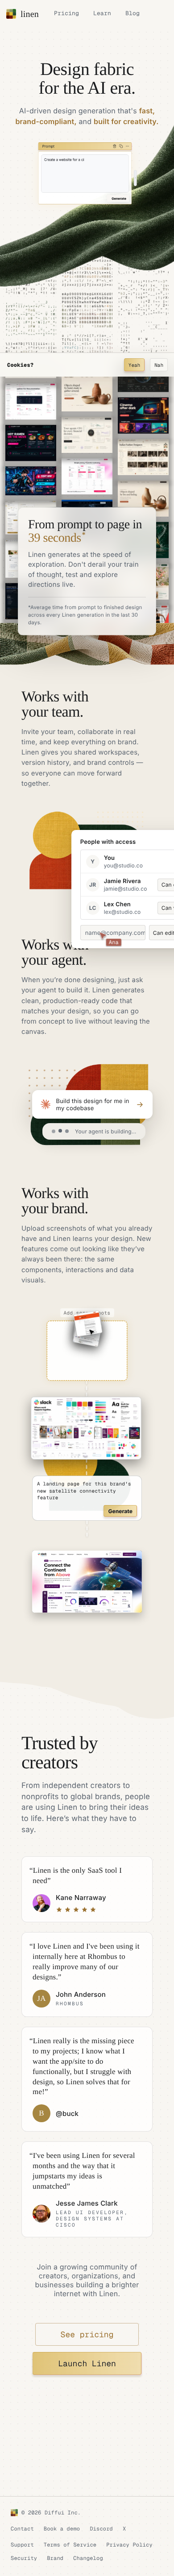 linen
Pricing
Learn
Blog
Design fabric
for the AI era.
AI-driven design generation that's fast,
brand-compliant, and built for creativity.
Prompt
Create a website for a cl
Generate
Cookies?
Yeah
Nah
From prompt to page in
39 seconds*
Linen generates at the speed of
exploration. Don't derail your train
of thought, and explore
directions live.
*Average time from prompt to finished design
across every Linen generation in the last 30
days.
Works with
your team.
Invite your team, collaborate in real
time, and keep everything on brand.
Linen gives you shared workspaces,
version history, and brand controls —
so everyone can move forward
together.
People with access
Y
You
you@studio.co
JR
Jamie Rivera
jamie@studio.co
Can
LC
Lex Chen
lex@studio.co
Can
name@company.com
Can edit
Ana
Works with
your agent.
When you're done designing, just ask
your agent to build it. Linen generates
clean, production-ready code that
matches your design system, so you
can go from concept to live without leaving the
canvas.
Build this design for me in
my codebase
Your agent is building...
Works with
your brand.
Upload screenshots of what you already
have and Linen learns your design. New
features come out looking like they've
always been there: the same
components, interactions and data
visuals.
slack
Aa
A landing page for this brand's
new satellite connectivity
feature
Generate
Connect the
Continent
from Above
Trusted by
creators
From independent creators to
nonprofits to global brands, people
are using Linen to bring their ideas
to life. Here's what they have to
say.
“Linen is the only SaaS tool I
need”
Kane Narraway
★★★★★
“I love Linen and I've been using it
internally here at Rhombus to
really improve many of our
designs.”
JA
John Anderson
RHOMBUS
“Linen really is the missing piece
to my projects; I know what I
want the app/site to do
functionally, but I struggle with
design, so Linen solves that for
me!”
B
@buck
“I've been using Linen for several
months and the way that it
jumpstarts my ideas is
unmatched”
Jesse James Clark
LEAD UI DEVELOPER,
DESIGN SYSTEMS AT
CISCO
Join a growing community of
creators, organizations, and
businesses building a brighter
internet with Linen.
See pricing
Launch Linen
© 2026 Diffui Inc.
Contact
Book a demo
Discord
X
Support
Terms of Service
Privacy Policy
Security
Brand
Changelog